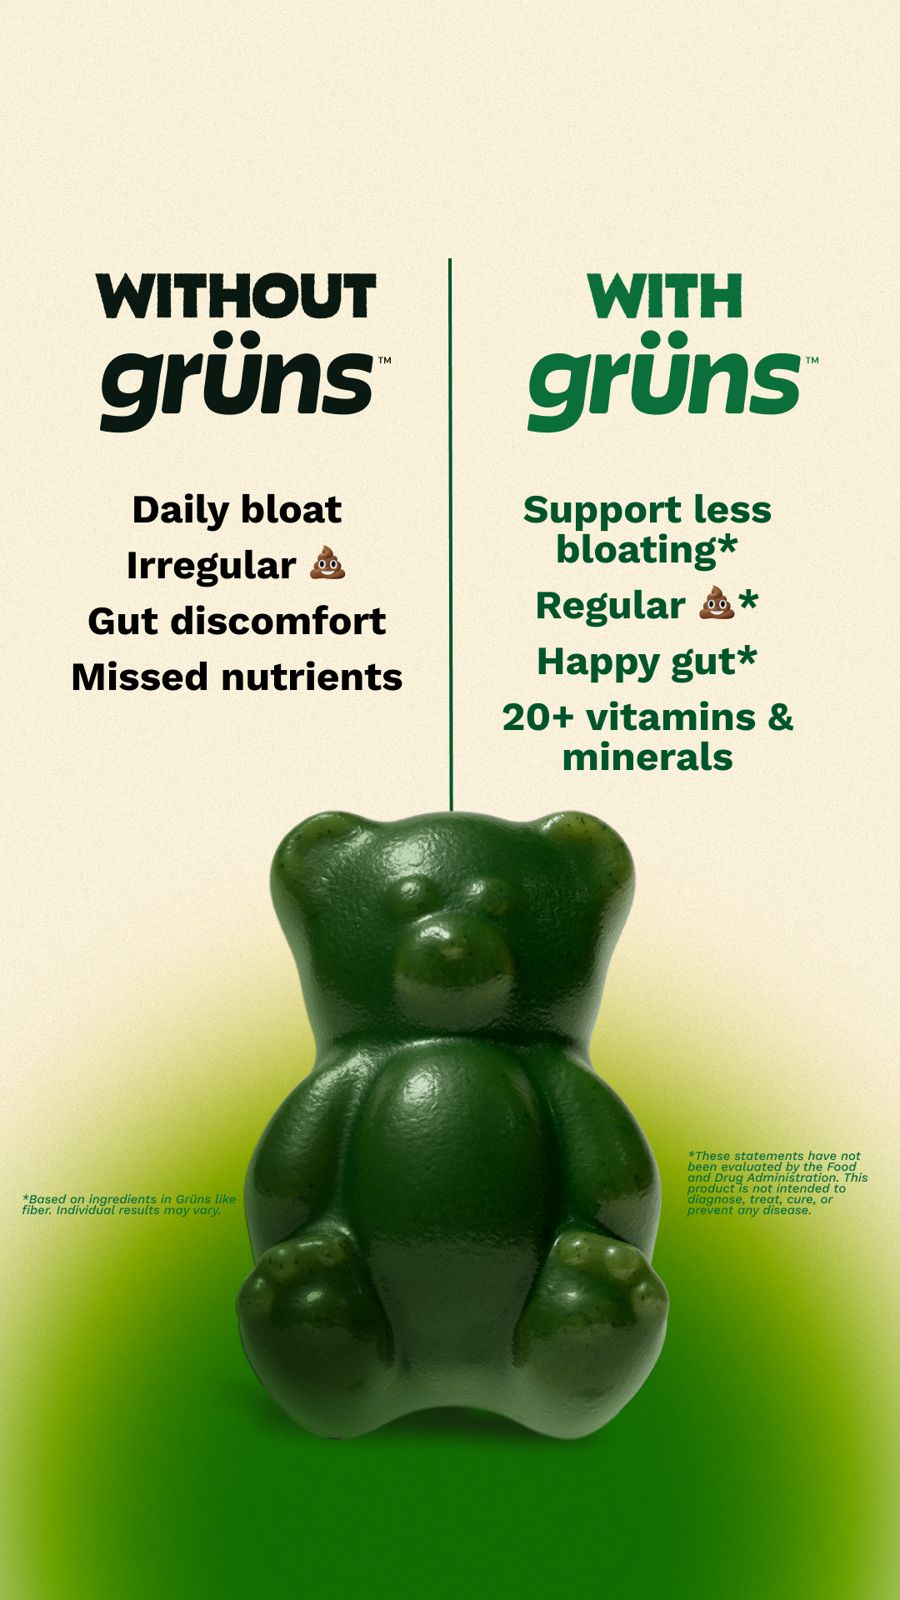 WITHOUT
grüns™
Daily bloat
Irregular 💩
Gut discomfort
Missed nutrients
WITH
grüns™
Support less
bloating*
Regular 💩*
Happy gut*
20+ vitamins &
minerals
*Based on ingredients in Grüns like
fiber. Individual results may vary.
*These statements have not
been evaluated by the Food
and Drug Administration. This
product is not intended to
diagnose, treat, cure, or
prevent any disease.